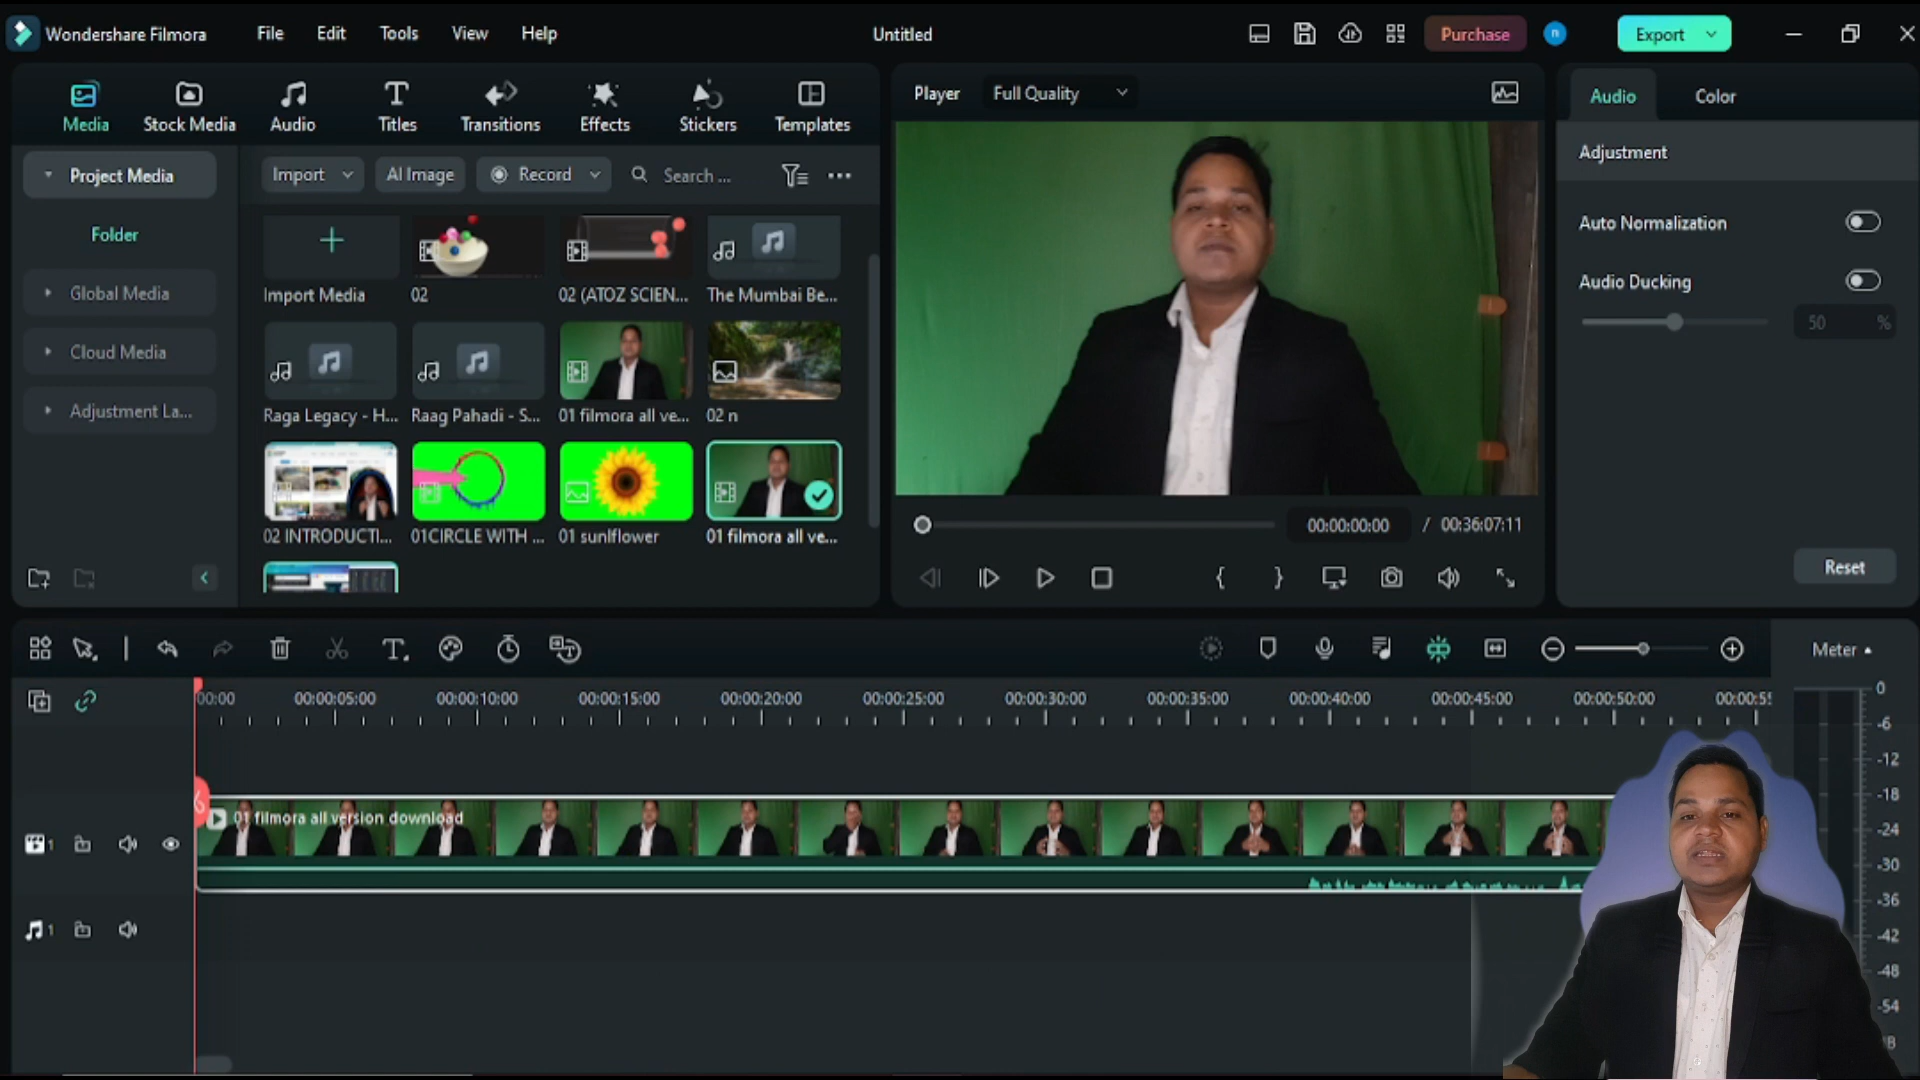 Wondershare Filmora File Edit Tools View Help Untitled Purchase n Export
Media Stock Media Audio Titles Transitions Effects Stickers Templates
Player Full Quality
Audio Color
Project Media
Folder
Global Media
Cloud Media
Adjustment La...
Import AI Image Record Search ...
Import Media 02 02 (ATOZ SCIEN... The Mumbai Be...
Raga Legacy - H... Raag Pahadi - S... 01 filmora all ve... 02 n
02 INTRODUCTI... 01CIRCLE WITH ... 01 sunlflower 01 filmora all ve...
00:00:00:00 / 00:36:07:11
Adjustment
Auto Normalization
Audio Ducking
50 %
Reset
Meter
00:00 00:00:05:00 00:00:10:00 00:00:15:00 00:00:20:00 00:00:25:00 00:00:30:00 00:00:35:00 00:00:40:00 00:00:45:00 00:00:50:00 00:00:55
01 filmora all version download
1
1
0
-6
-12
-18
-24
-30
-36
-42
-48
-54